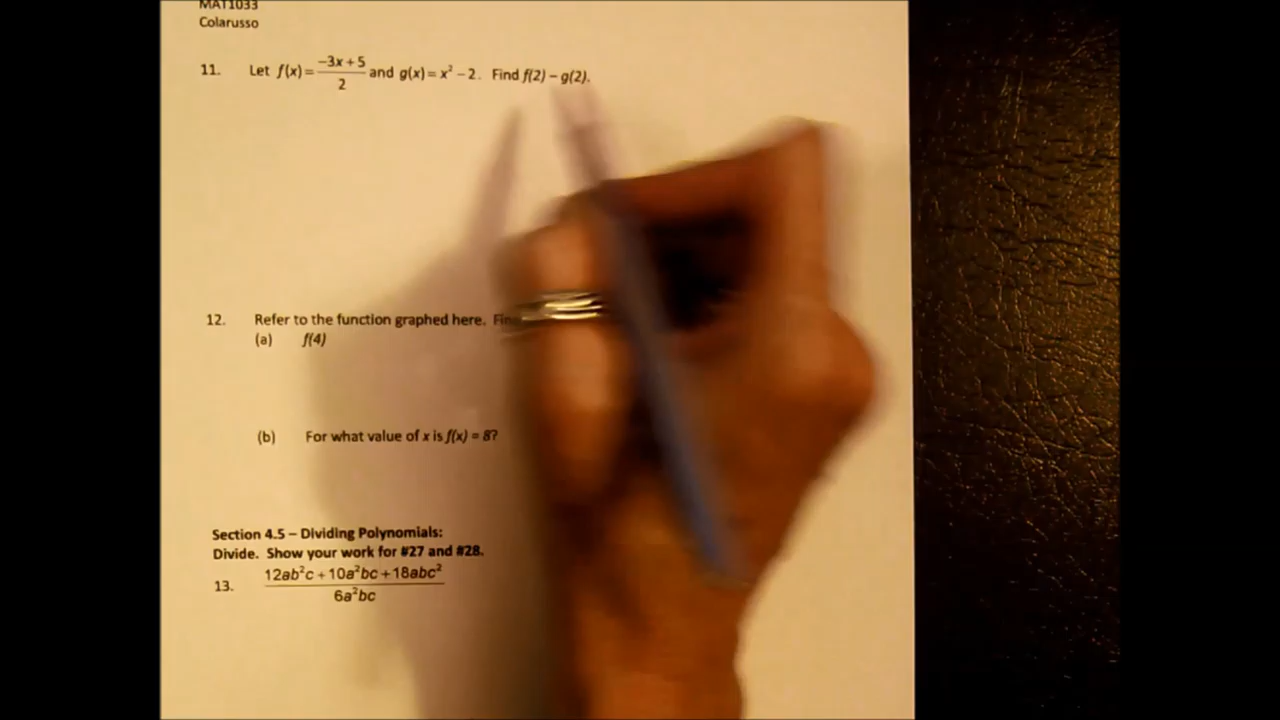 MAT1033
Colarusso
11. Let f(x) = (-3x + 5)/2 and g(x) = x² – 2. Find f(2) – g(2).
12. Refer to the function graphed here.
(a) f(4)
(b) For what value of x is f(x) = 8?
Section 4.5 – Dividing Polynomials:
Divide. Show your work for #27 and #28.
13. (12ab²c + 10a²bc + 18abc²)/(6a²bc)